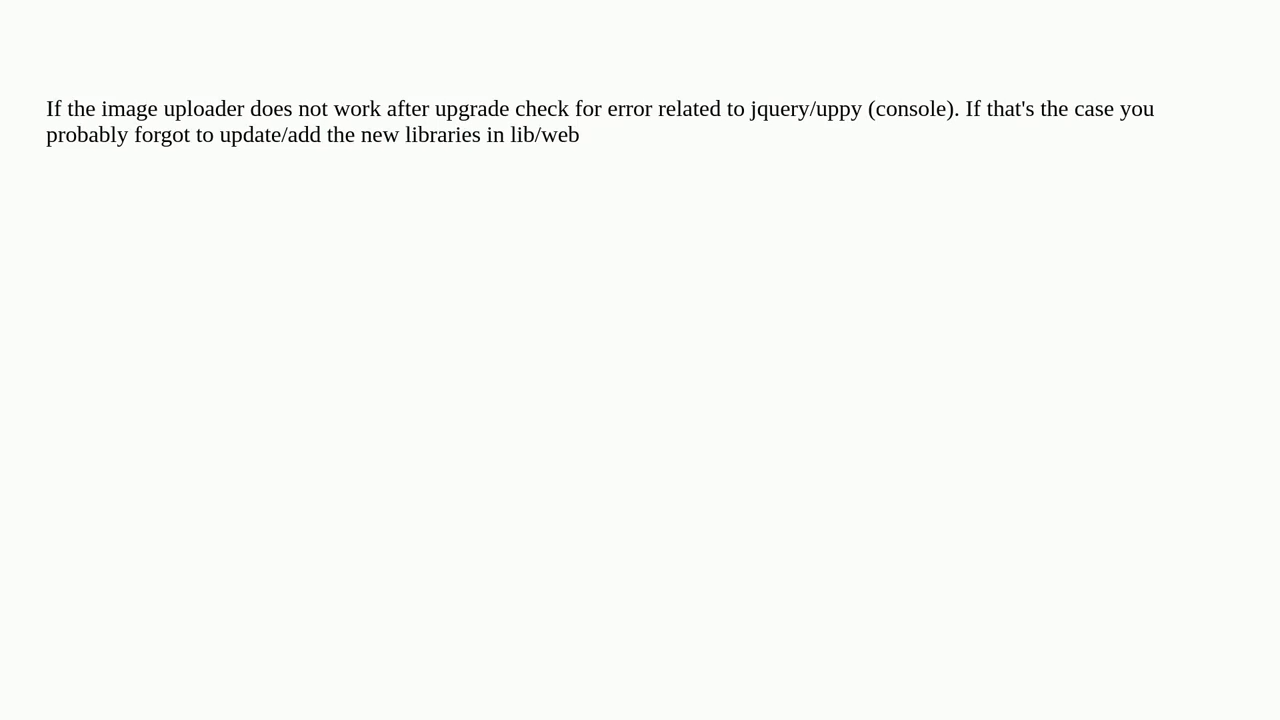 If the image uploader does not work after upgrade check for error related to jquery/uppy (console). If that's the case you
probably forgot to update/add the new libraries in lib/web